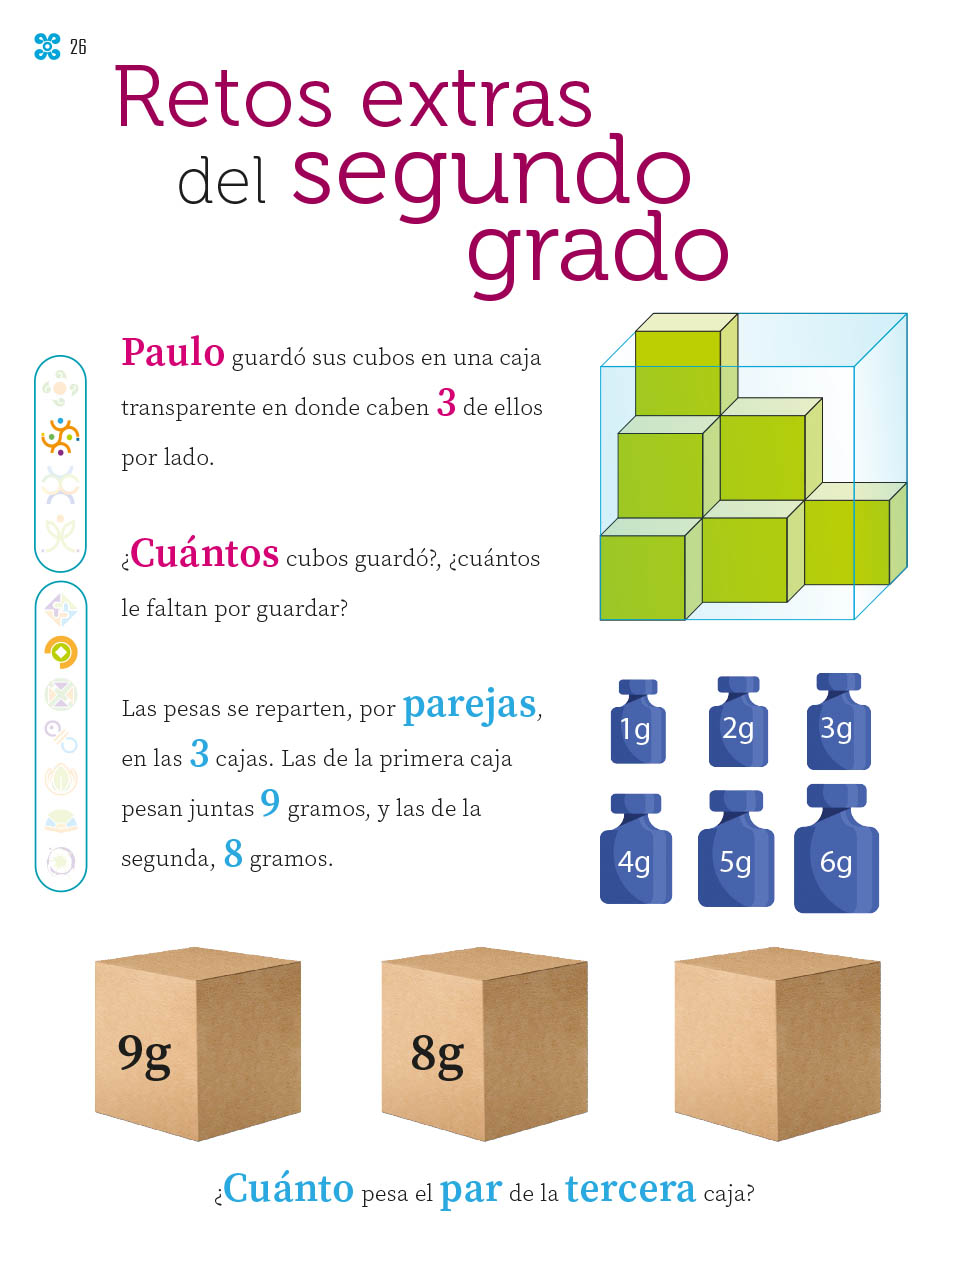 26
Retos extras
del segundo
grado
Paulo guardó sus cubos en una caja
transparente en donde caben 3 de ellos
por lado.
¿Cuántos cubos guardó?, ¿cuántos
le faltan por guardar?
Las pesas se reparten, por parejas,
en las 3 cajas. Las de la primera caja
pesan juntas 9 gramos, y las de la
segunda, 8 gramos.
1g 2g 3g
4g 5g 6g
9g 8g
¿Cuánto pesa el par de la tercera caja?